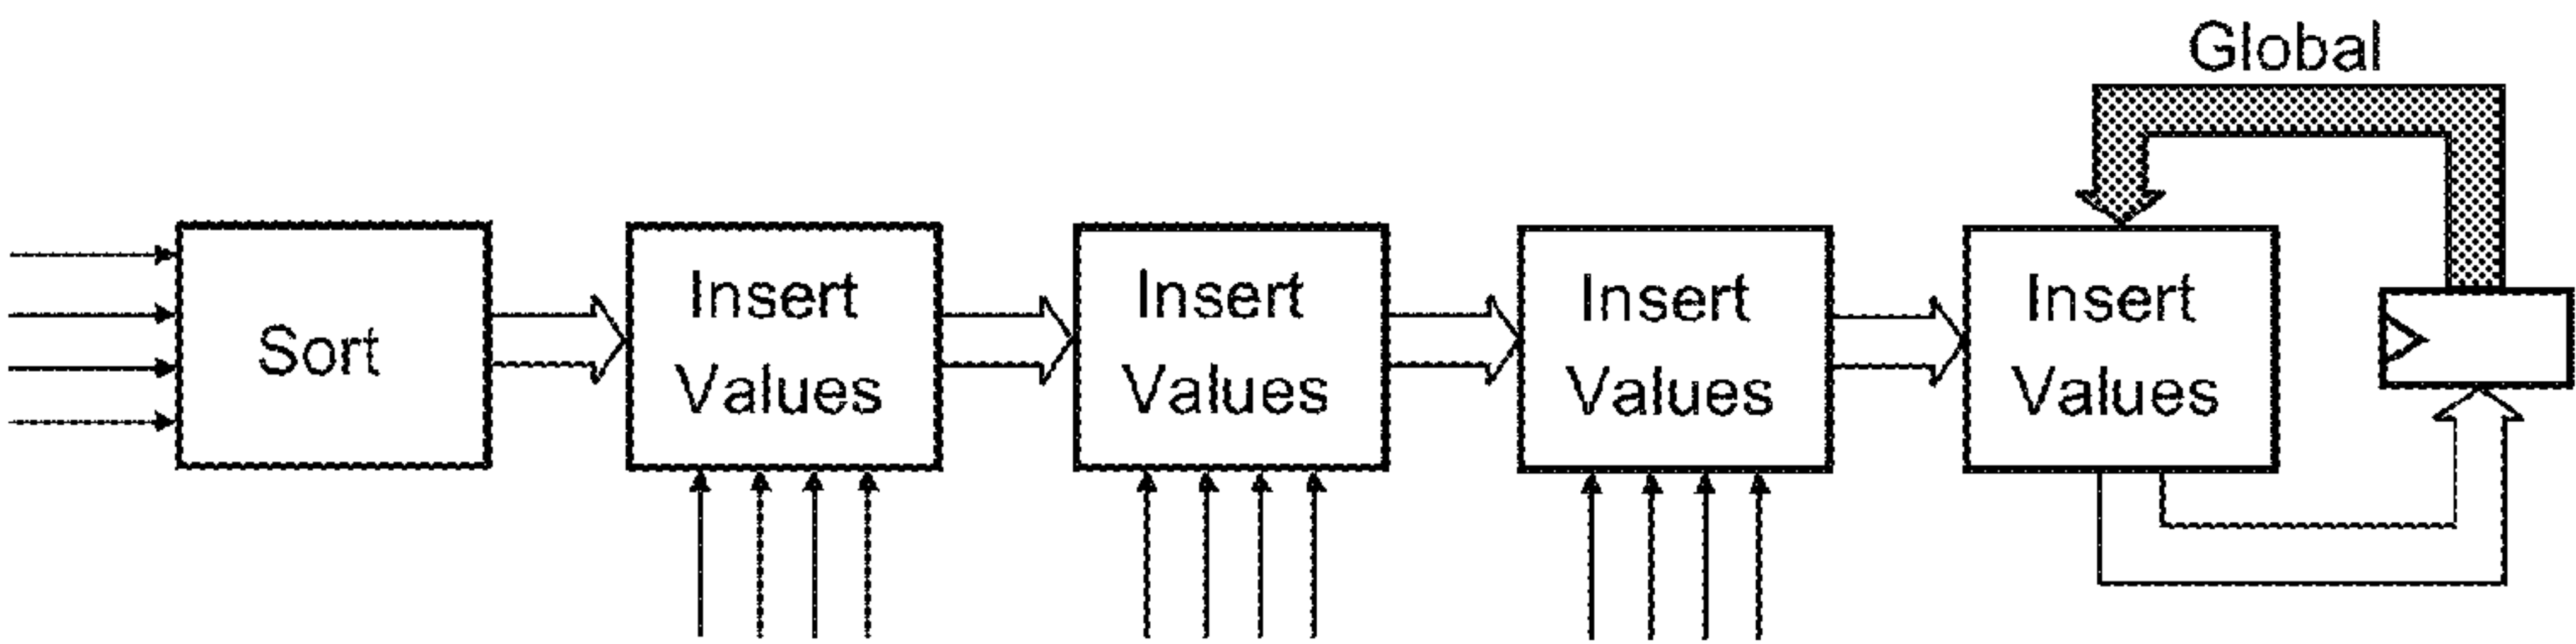 Global
Sort
Insert
Values
Insert
Values
Insert
Values
Insert
Values